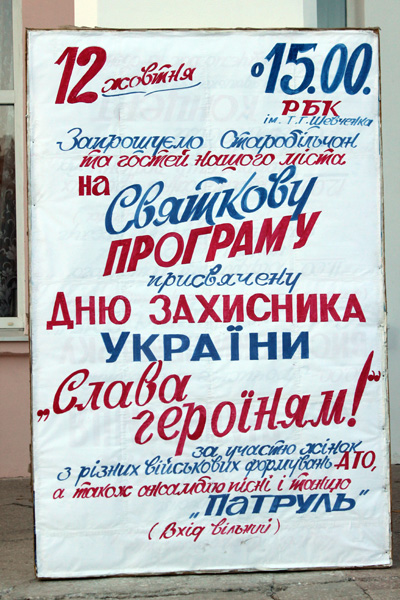 12 жовтня о 15.00.
РБК
ім. Т.Г. Шевченка
Запрошуємо Старобільчан
та гостей нашого міста
на Святкову
ПРОГРАМУ
присвячену
Дню захисника
України
„Слава
героїням!"
за участю жінок
з різних військових формувань АТО,
а також ансамблю пісні і танцю
„Патруль"
(Вхід вільний)